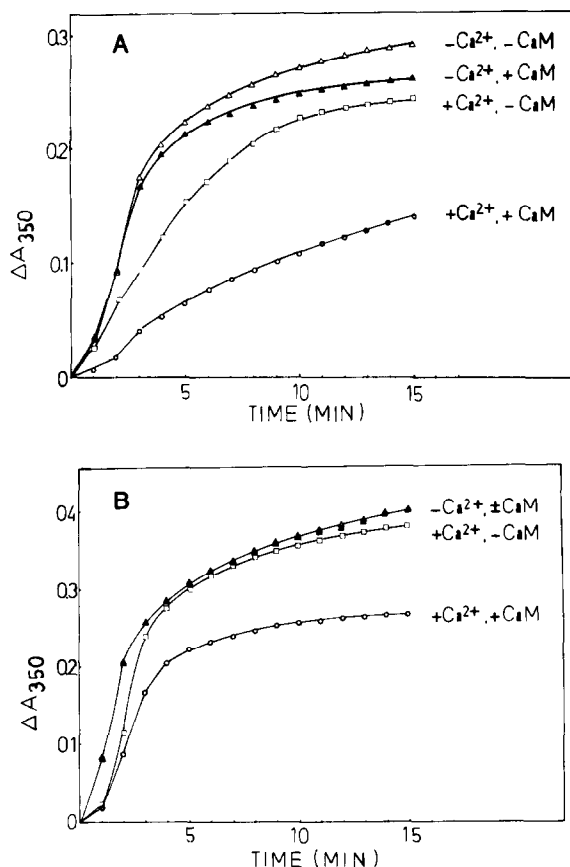 A
0.3
0.2
0.1
0
ΔA350
5
10
15
TIME (MIN)
−Ca²⁺, −CaM
−Ca²⁺, +CaM
+Ca²⁺, −CaM
+Ca²⁺, +CaM
B
0.4
0.3
0.2
0.1
0
ΔA350
5
10
15
TIME (MIN)
−Ca²⁺, ±CaM
+Ca²⁺, −CaM
+Ca²⁺, +CaM